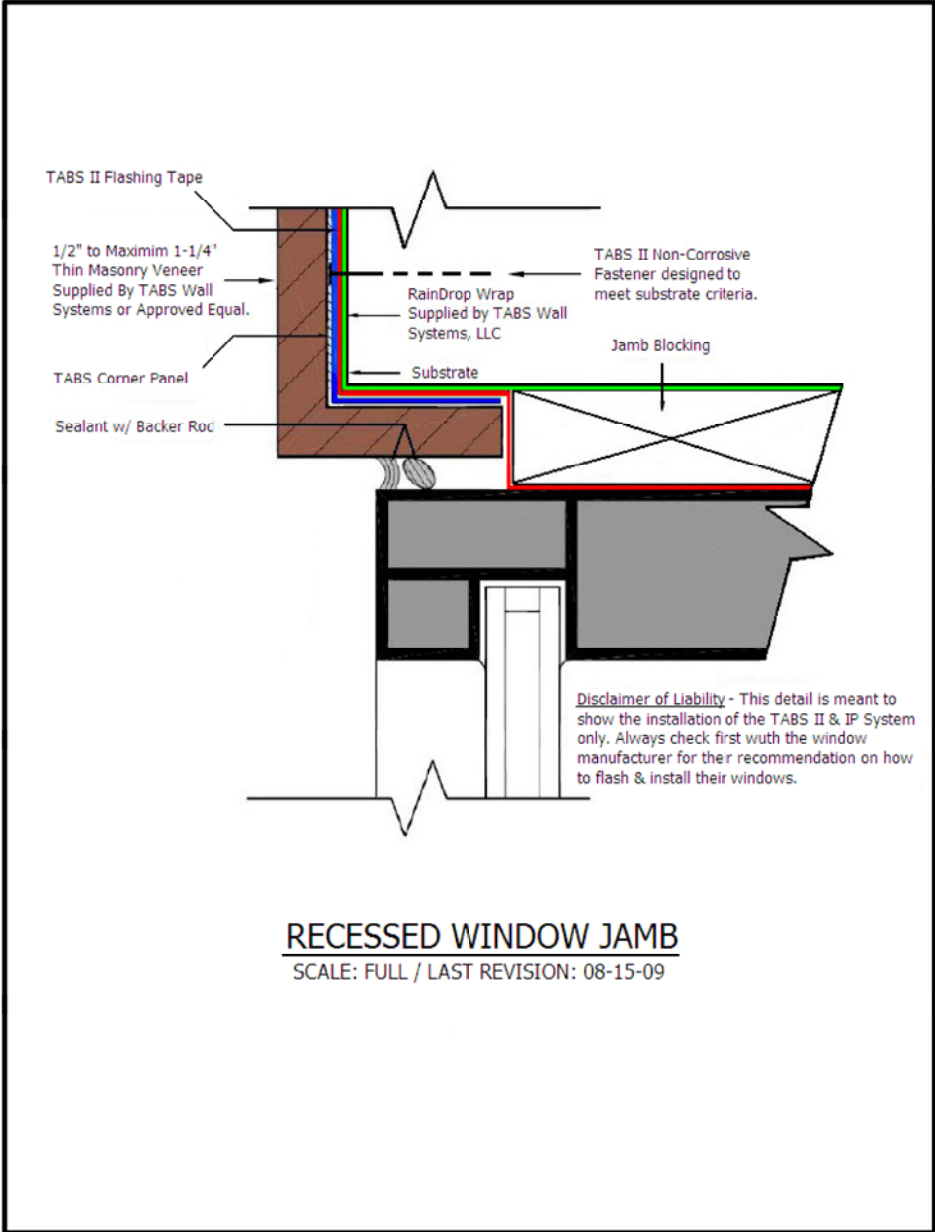 TABS II Flashing Tape
1/2" to Maximim 1-1/4'
Thin Masonry Veneer
Supplied By TABS Wall
Systems or Approved Equal.
TABS II Non-Corrosive
Fastener designed to
meet substrate criteria.
RainDrop Wrap
Supplied by TABS Wall
Systems, LLC
Jamb Blocking
TABS Corner Panel
Substrate
Sealant w/ Backer Rod
Disclaimer of Liability - This detail is meant to
show the installation of the TABS II & IP System
only. Always check first wuth the window
manufacturer for their recommendation on how
to flash & install their windows.
RECESSED WINDOW JAMB
SCALE: FULL / LAST REVISION: 08-15-09